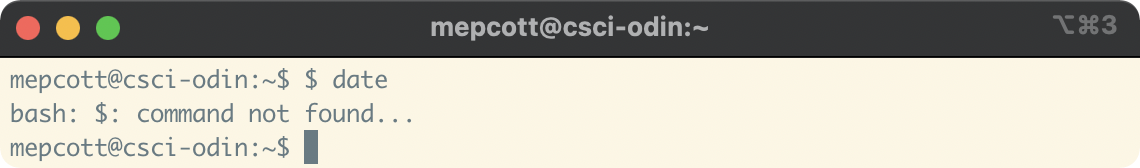 mepcott@csci-odin:~
⌥⌘3
mepcott@csci-odin:~$ $ date
bash: $: command not found...
mepcott@csci-odin:~$